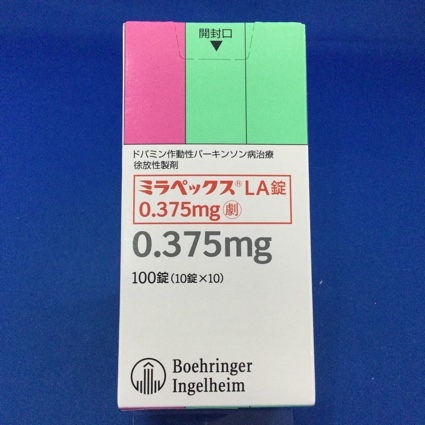 開封口
▼
ドパミン作動性パーキンソン病治療
徐放性製剤
ミラペックス® LA錠
0.375mg 劇
0.375mg
100錠(10錠×10)
Boehringer
Ingelheim